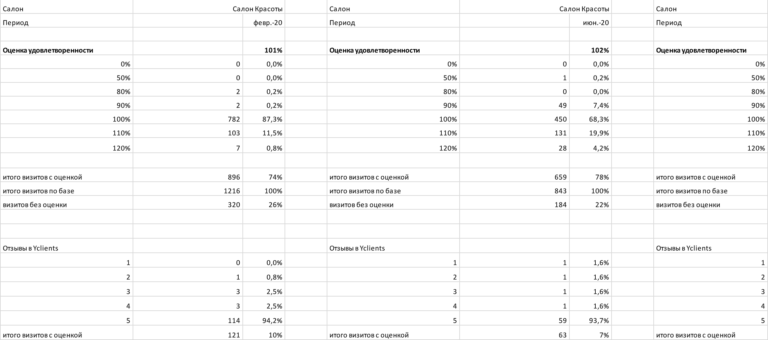 Салон Салон Красоты Салон Салон Красоты Салон
Период февр.-20 Период июн.-20 Период
Оценка удовлетворенности 101% Оценка удовлетворенности 102% Оценка удовлетворенности
0% 0 0,0% 0% 0 0,0% 0%
50% 0 0,0% 50% 1 0,2% 50%
80% 2 0,2% 80% 0 0,0% 80%
90% 2 0,2% 90% 49 7,4% 90%
100% 782 87,3% 100% 450 68,3% 100%
110% 103 11,5% 110% 131 19,9% 110%
120% 7 0,8% 120% 28 4,2% 120%
итого визитов с оценкой 896 74% итого визитов с оценкой 659 78% итого визитов с оценкой
итого визитов по базе 1216 100% итого визитов по базе 843 100% итого визитов по базе
визитов без оценки 320 26% визитов без оценки 184 22% визитов без оценки
Отзывы в Yclients Отзывы в Yclients Отзывы в Yclients
1 0 0,0% 1 1 1,6% 1
2 1 0,8% 2 1 1,6% 2
3 3 2,5% 3 1 1,6% 3
4 3 2,5% 4 1 1,6% 4
5 114 94,2% 5 59 93,7% 5
итого визитов с оценкой 121 10% итого визитов с оценкой 63 7% итого визитов с оценкой